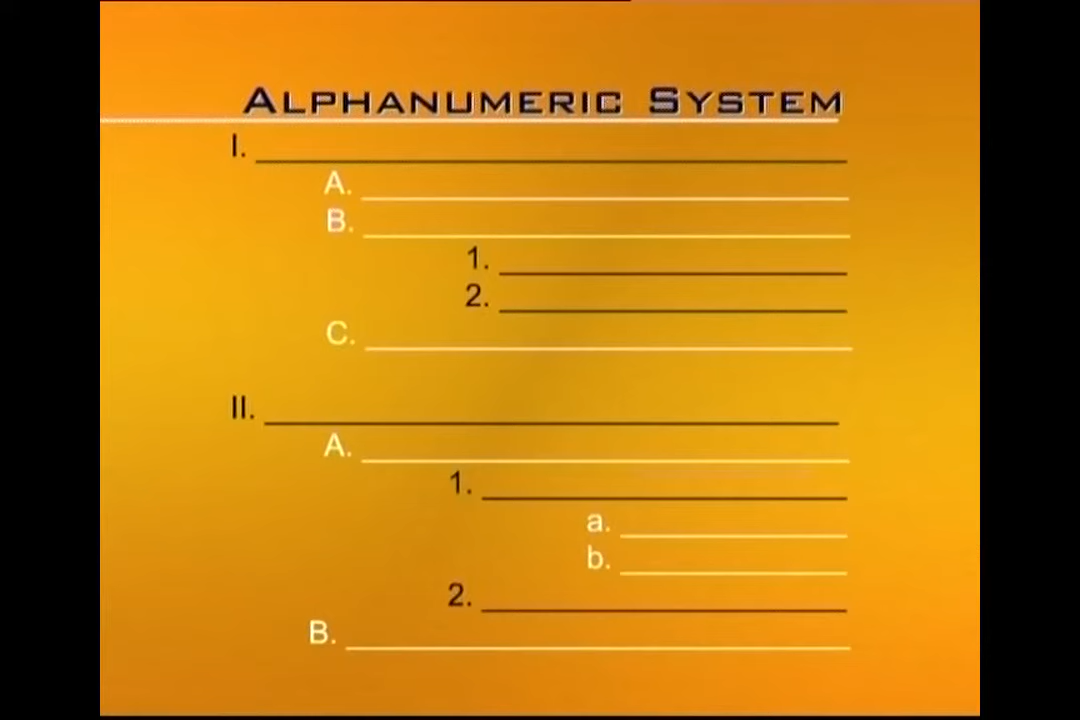 ALPHANUMERIC SYSTEM
I.
A.
B.
1.
2.
C.
II.
A.
1.
a.
b.
2.
B.